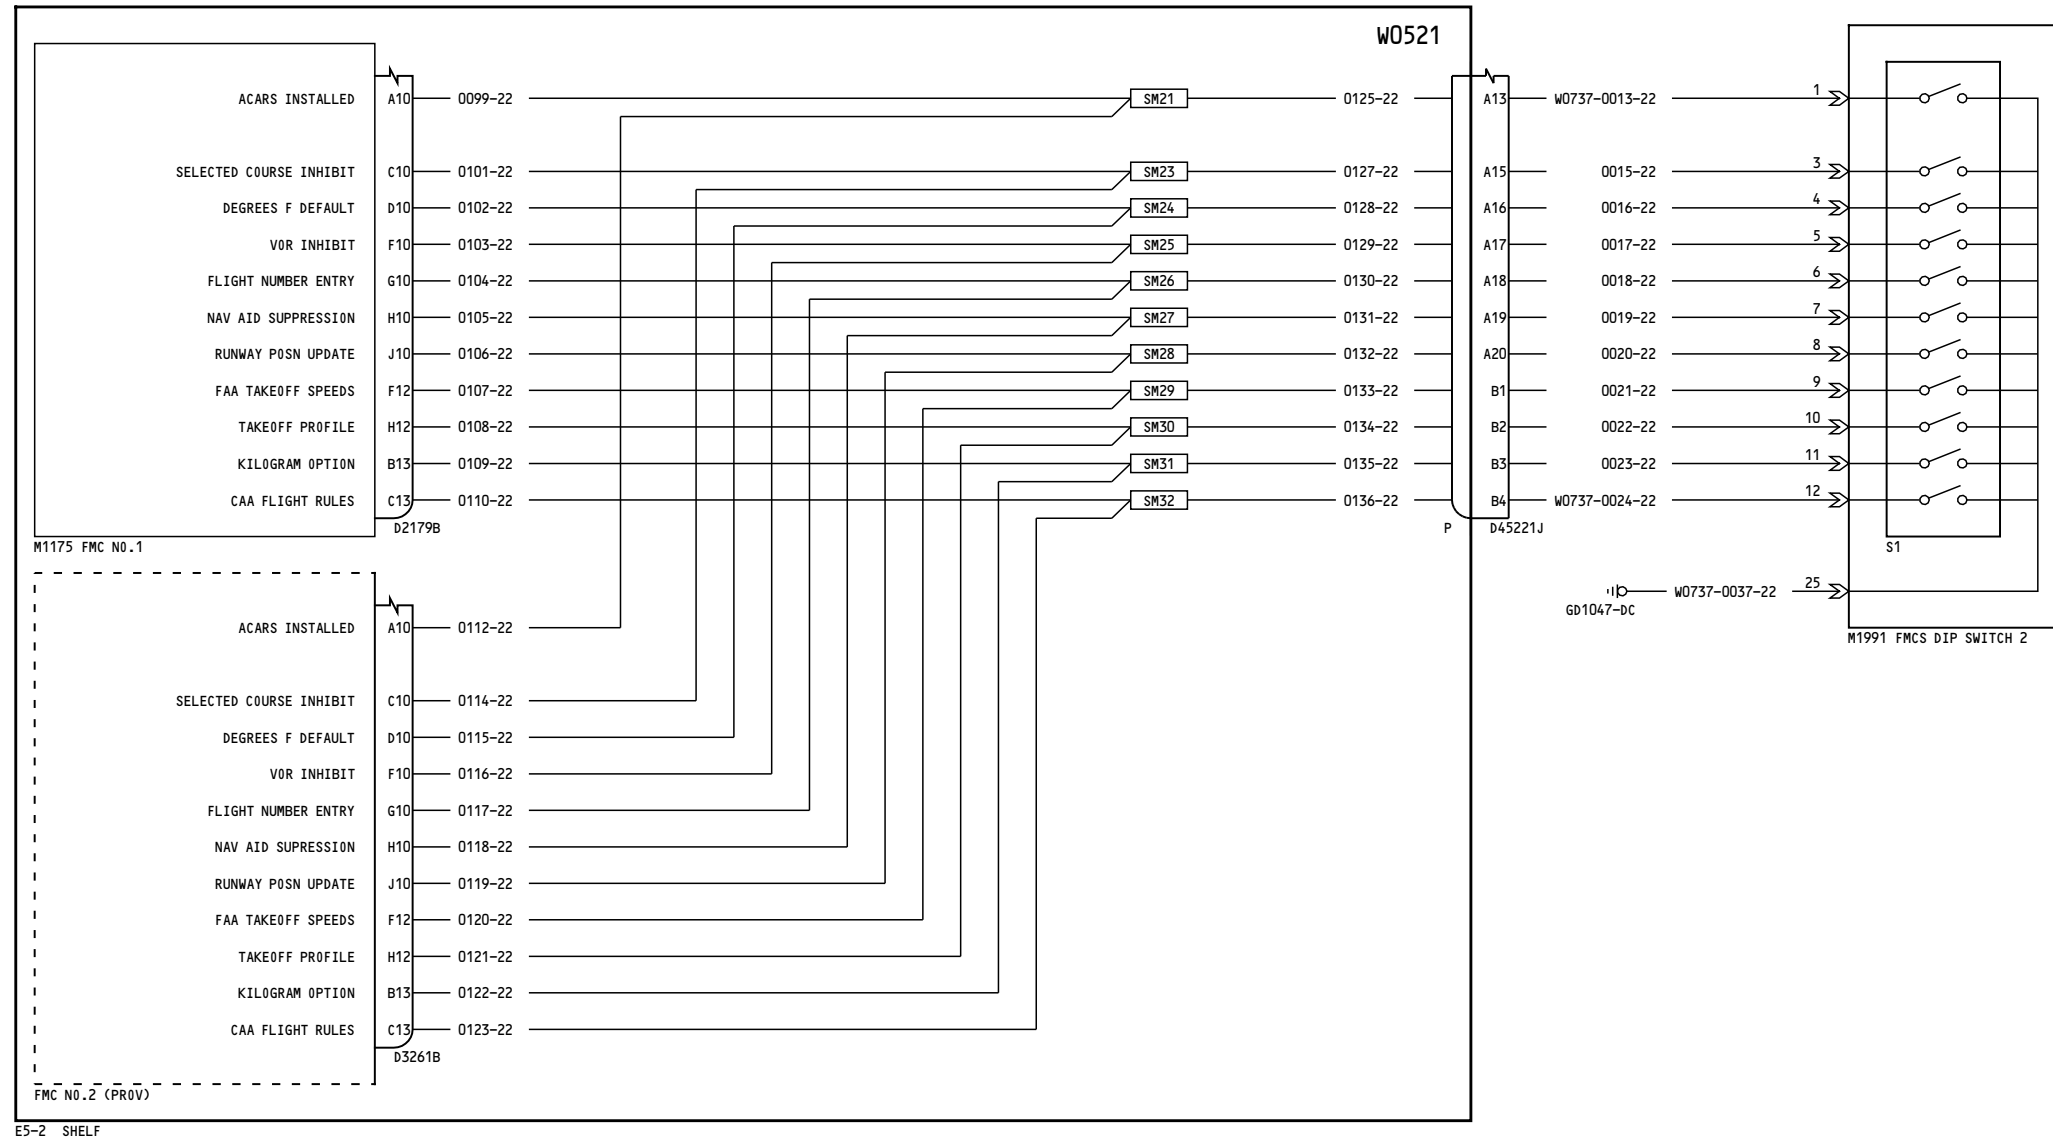 W0521
ACARS INSTALLED A10 0099-22 SM21 0125-22 A13 W0737-0013-22 1
SELECTED COURSE INHIBIT C10 0101-22 SM23 0127-22 A15 0015-22 3
DEGREES F DEFAULT D10 0102-22 SM24 0128-22 A16 0016-22 4
VOR INHIBIT F10 0103-22 SM25 0129-22 A17 0017-22 5
FLIGHT NUMBER ENTRY G10 0104-22 SM26 0130-22 A18 0018-22 6
NAV AID SUPPRESSION H10 0105-22 SM27 0131-22 A19 0019-22 7
RUNWAY POSN UPDATE J10 0106-22 SM28 0132-22 A20 0020-22 8
FAA TAKEOFF SPEEDS F12 0107-22 SM29 0133-22 B1 0021-22 9
TAKEOFF PROFILE H12 0108-22 SM30 0134-22 B2 0022-22 10
KILOGRAM OPTION B13 0109-22 SM31 0135-22 B3 0023-22 11
CAA FLIGHT RULES C13 0110-22 SM32 0136-22 B4 W0737-0024-22 12
D2179B P D45221J
M1175 FMC NO.1 S1
W0737-0037-22 25
GD1047-DC
ACARS INSTALLED A10 0112-22
M1991 FMCS DIP SWITCH 2
SELECTED COURSE INHIBIT C10 0114-22
DEGREES F DEFAULT D10 0115-22
VOR INHIBIT F10 0116-22
FLIGHT NUMBER ENTRY G10 0117-22
NAV AID SUPRESSION H10 0118-22
RUNWAY POSN UPDATE J10 0119-22
FAA TAKEOFF SPEEDS F12 0120-22
TAKEOFF PROFILE H12 0121-22
KILOGRAM OPTION B13 0122-22
CAA FLIGHT RULES C13 0123-22
D3261B
FMC NO.2 (PROV)
E5-2 SHELF